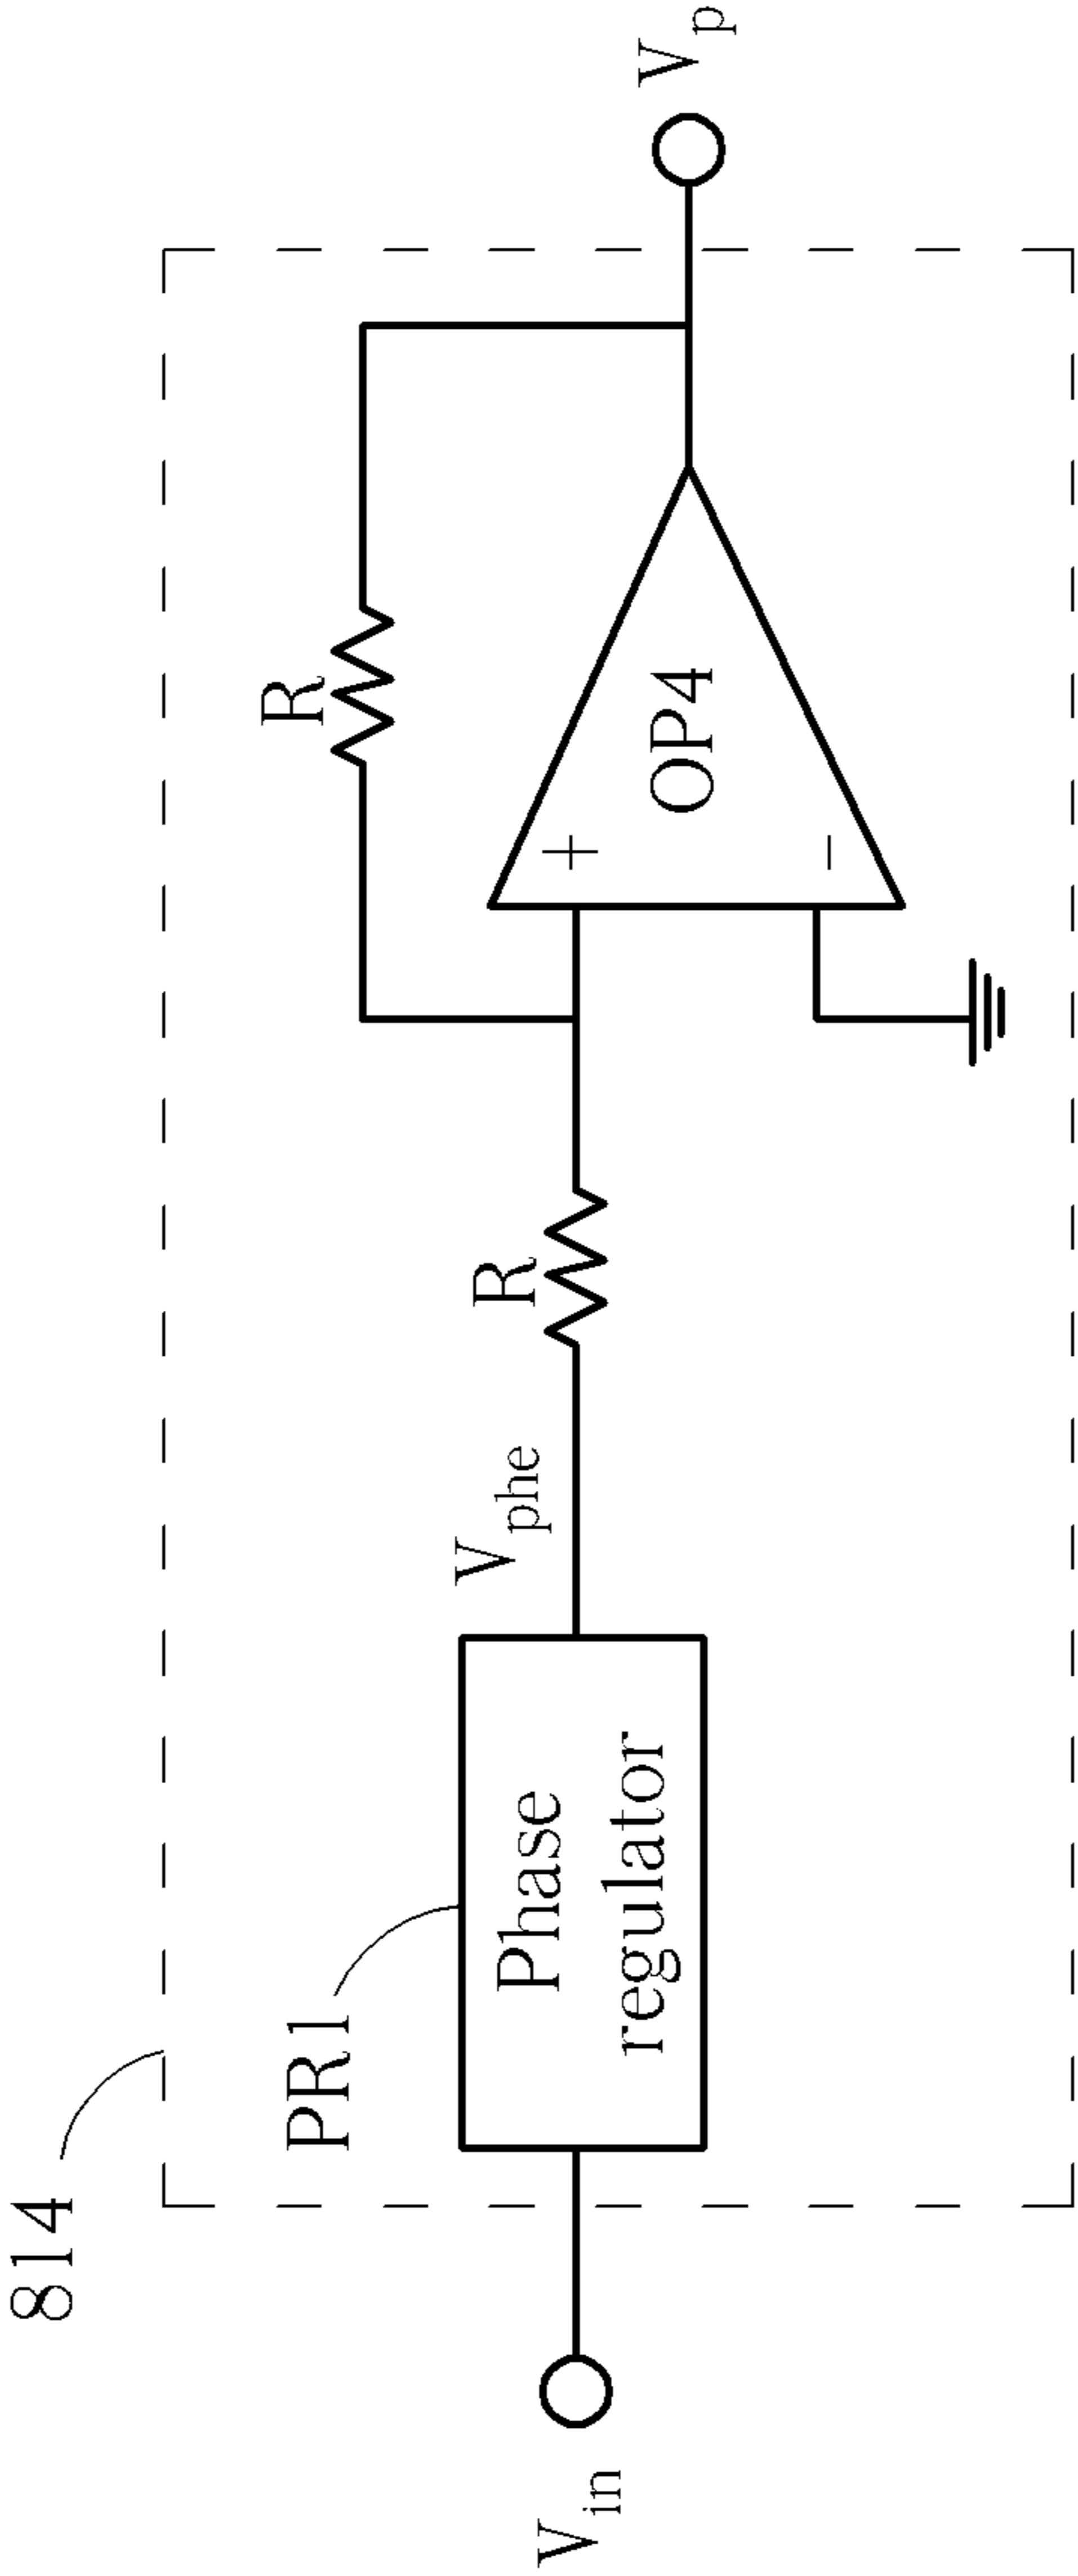 814
PR1
V_in
Phase
regulator
V_phe
R
R
+
−
OP4
V_p